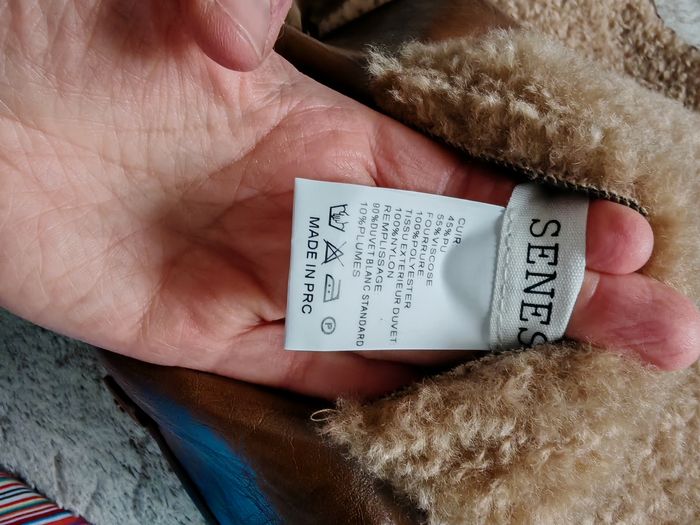 SENES
CUIR
45%PU
55%VISCOSE
FOURRURE
100%POLYESTER
TISSU EXTERIEUR DUVET
100%NYLON
REMPLISSAGE
90%DUVET BLANC STANDARD
10%PLUMES
P
MADE IN PRC